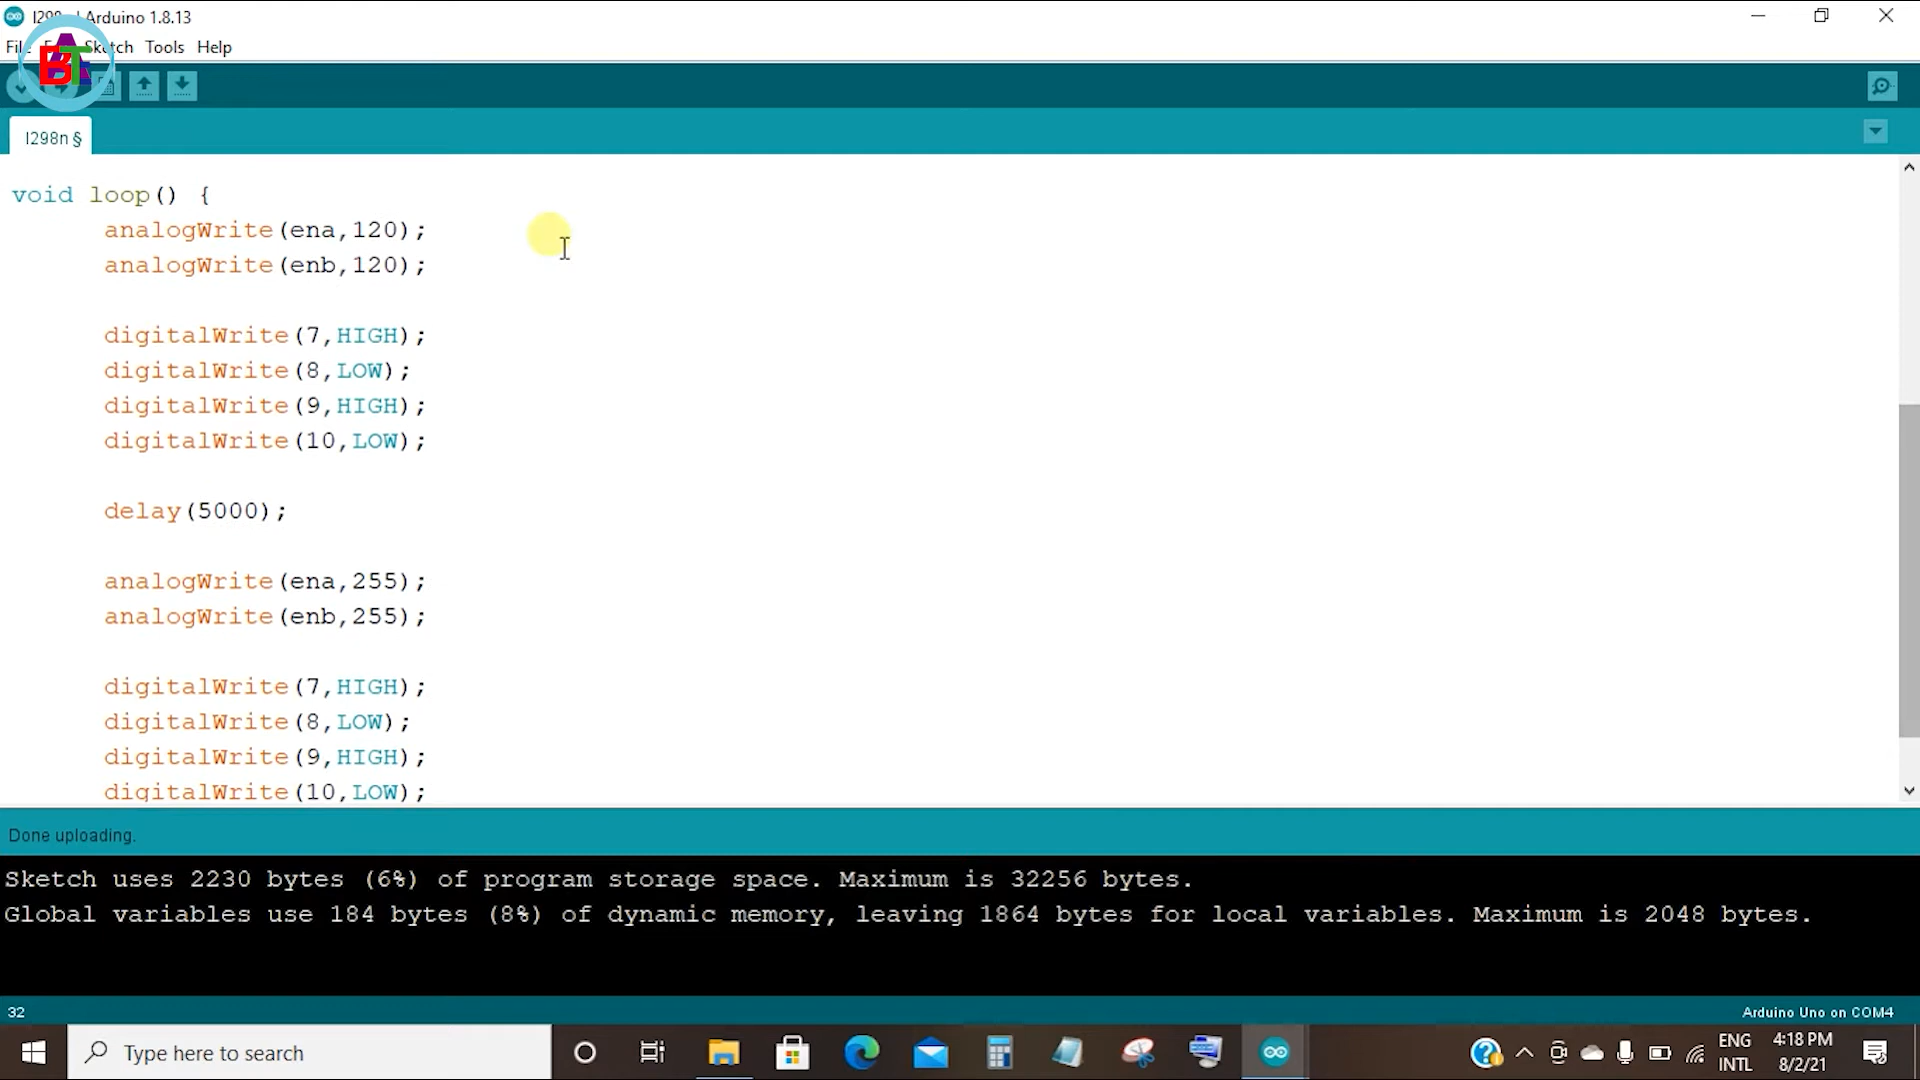 l298n | Arduino 1.8.13
File Sketch Tools Help
BT
l298n §
void loop() {
analogWrite(ena,120);
analogWrite(enb,120);
digitalWrite(7,HIGH);
digitalWrite(8,LOW);
digitalWrite(9,HIGH);
digitalWrite(10,LOW);
delay(5000);
analogWrite(ena,255);
analogWrite(enb,255);
digitalWrite(7,HIGH);
digitalWrite(8,LOW);
digitalWrite(9,HIGH);
digitalWrite(10,LOW);
Done uploading.
Sketch uses 2230 bytes (6%) of program storage space. Maximum is 32256 bytes.
Global variables use 184 bytes (8%) of dynamic memory, leaving 1864 bytes for local variables. Maximum is 2048 bytes.
32
Arduino Uno on COM4
Type here to search
ENG
INTL
4:18 PM
8/2/21